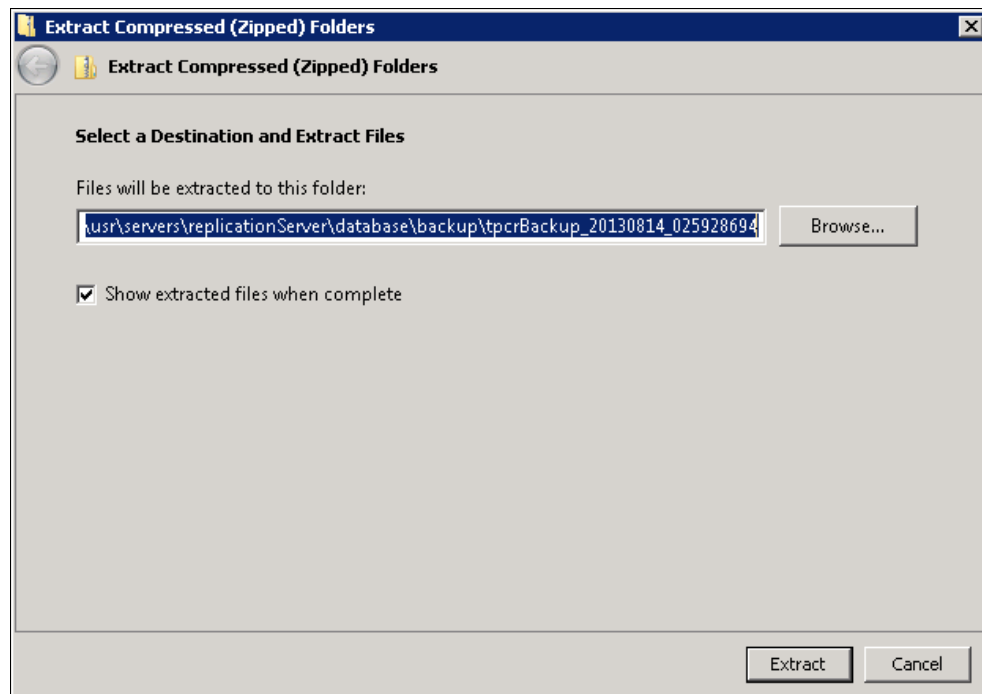 Extract Compressed (Zipped) Folders
Extract Compressed (Zipped) Folders
Select a Destination and Extract Files
Files will be extracted to this folder:
\usr\servers\replicationServer\database\backup\tpcrBackup_20130814_025928694
Browse...
Show extracted files when complete
Extract
Cancel